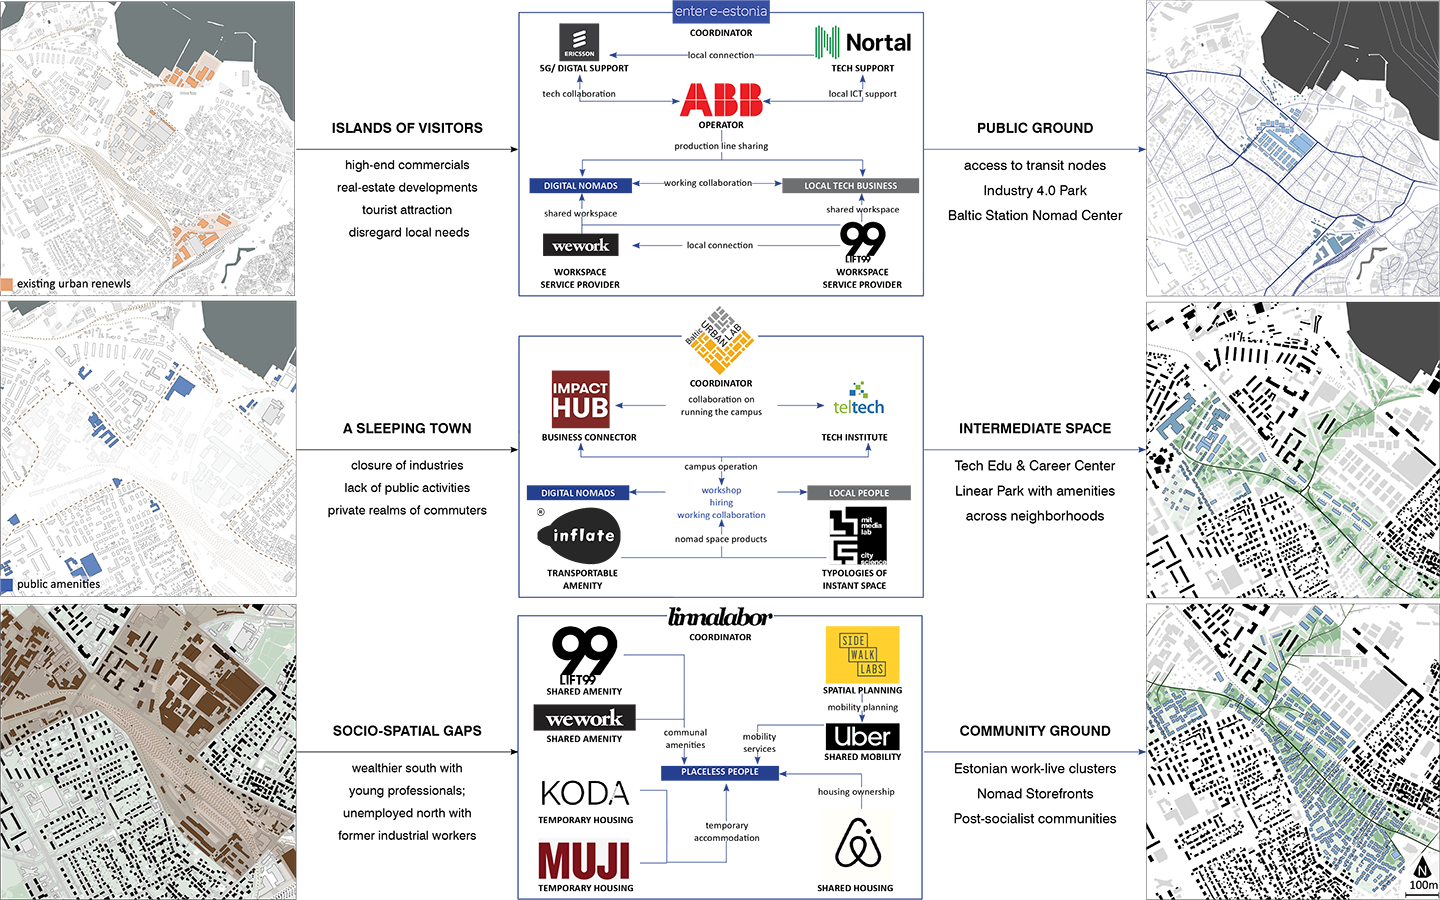 enter e-estonia
COORDINATOR
ERICSSON
5G/ DIGITAL SUPPORT
local connection
Nortal
TECH SUPPORT
tech collaboration
ABB
local ICT support
OPERATOR
production line sharing
DIGITAL NOMADS
working collaboration
LOCAL TECH BUSINESS
shared workspace
shared workspace
wework
local connection
99
LIFT99
WORKSPACE
SERVICE PROVIDER
WORKSPACE
SERVICE PROVIDER
ISLANDS OF VISITORS
high-end commercials
real-estate developments
tourist attraction
disregard local needs
existing urban renewls
PUBLIC GROUND
access to transit nodes
Industry 4.0 Park
Baltic Station Nomad Center
Baltic
URBAN
LAB
COORDINATOR
IMPACT
HUB
collaboration on
running the campus
teltech
BUSINESS CONNECTOR
TECH INSTITUTE
campus operation
DIGITAL NOMADS
workshop
hiring
working collaboration
LOCAL PEOPLE
®
inflate
nomad space products
mit
media
lab
city
science
TRANSPORTABLE
AMENITY
TYPOLOGIES OF
INSTANT SPACE
A SLEEPING TOWN
closure of industries
lack of public activities
private realms of commuters
public amenities
INTERMEDIATE SPACE
Tech Edu & Career Center
Linear Park with amenities
across neighborhoods
linnalabor
COORDINATOR
99
LIFT99
SHARED AMENITY
SIDE
WALK
LABS
SPATIAL PLANNING
wework
SHARED AMENITY
mobility planning
Uber
SHARED MOBILITY
communal
amenities
mobility
services
PLACELESS PEOPLE
KODA
TEMPORARY HOUSING
housing ownership
temporary
accommodation
MUJI
TEMPORARY HOUSING
SHARED HOUSING
SOCIO-SPATIAL GAPS
wealthier south with
young professionals;
unemployed north with
former industrial workers
COMMUNITY GROUND
Estonian work-live clusters
Nomad Storefronts
Post-socialist communities
N
100m